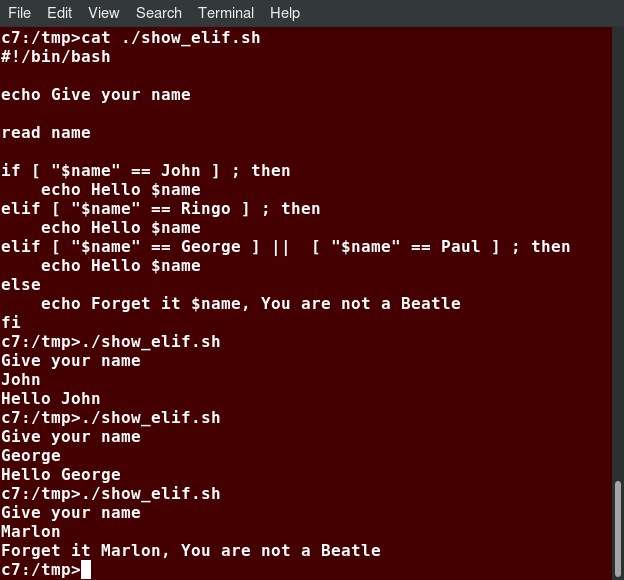 File Edit View Search Terminal Help
c7:/tmp>cat ./show_elif.sh
#!/bin/bash

echo Give your name

read name

if [ "$name" == John ] ; then
    echo Hello $name
elif [ "$name" == Ringo ] ; then
    echo Hello $name
elif [ "$name" == George ] ||  [ "$name" == Paul ] ; then
    echo Hello $name
else
    echo Forget it $name, You are not a Beatle
fi
c7:/tmp>./show_elif.sh
Give your name
John
Hello John
c7:/tmp>./show_elif.sh
Give your name
George
Hello George
c7:/tmp>./show_elif.sh
Give your name
Marlon
Forget it Marlon, You are not a Beatle
c7:/tmp>